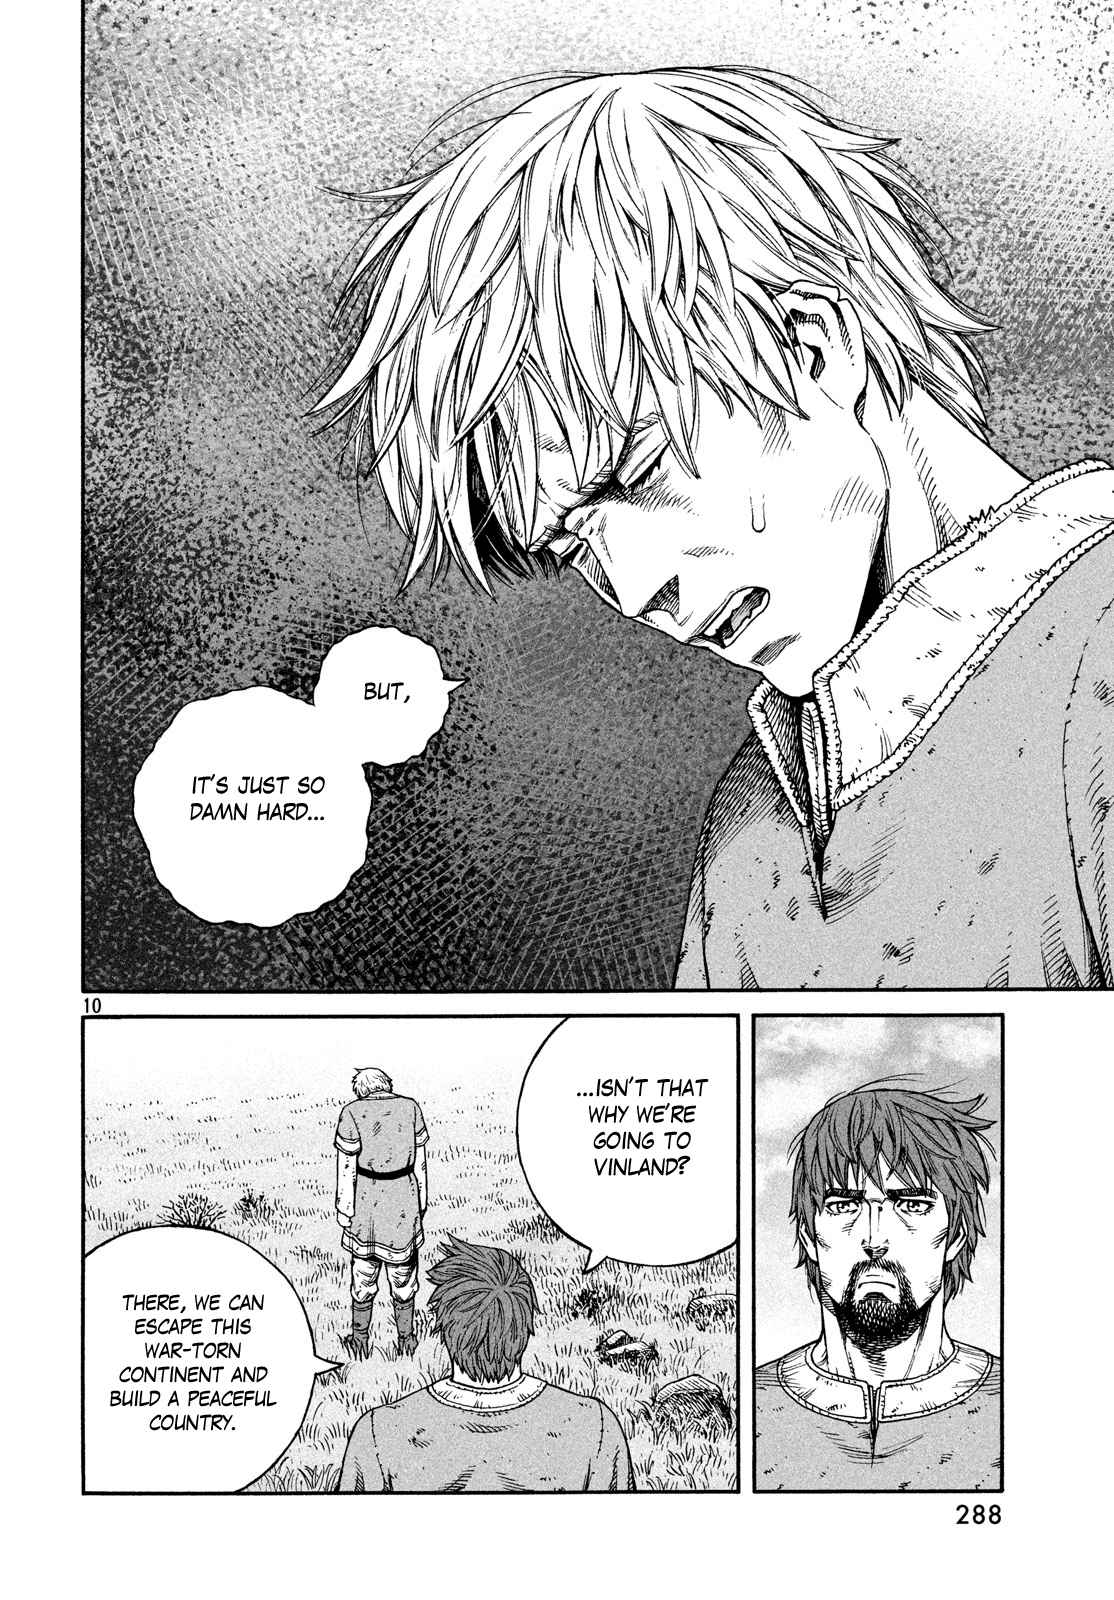 BUT,
IT'S JUST SO
DAMN HARD...
10
...ISN'T THAT
WHY WE'RE
GOING TO
VINLAND?
THERE, WE CAN
ESCAPE THIS
WAR-TORN
CONTINENT AND
BUILD A PEACEFUL
COUNTRY.
288